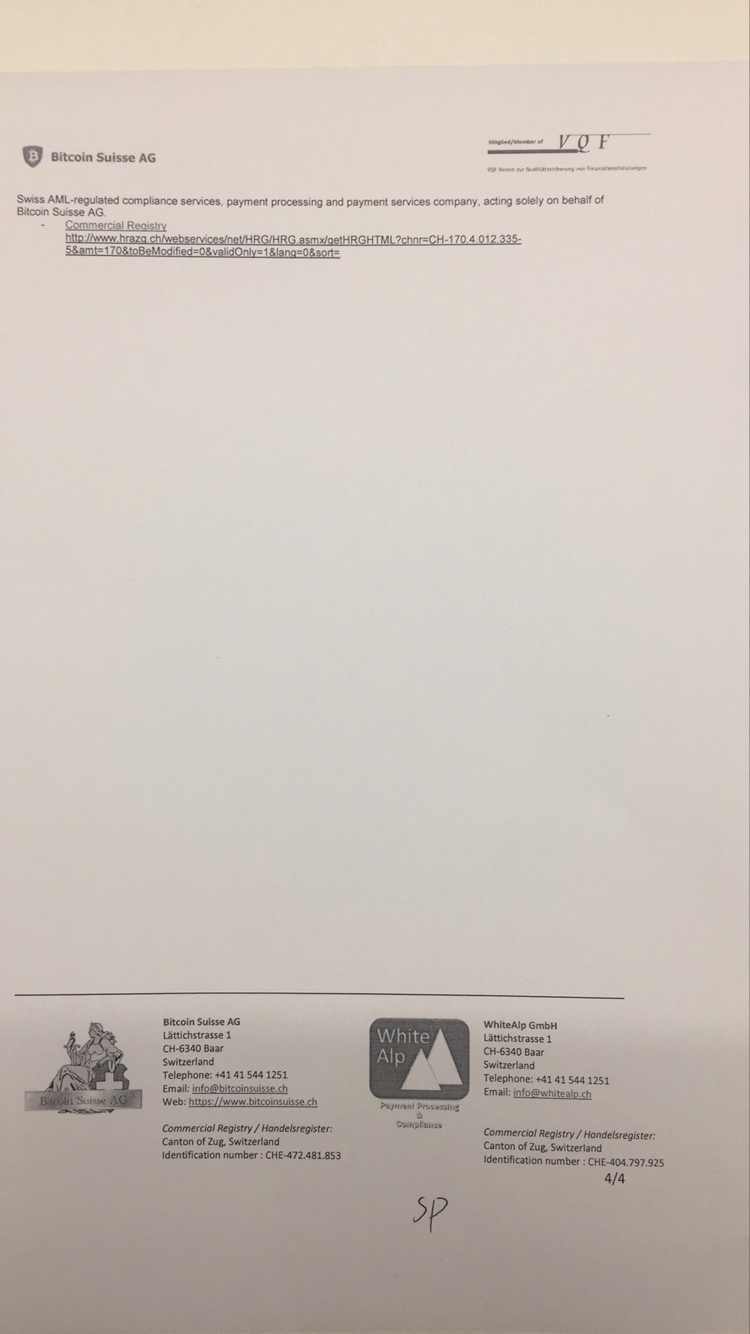 Bitcoin Suisse AG
Mitglied/Member of VQF
VQF Verein zur Qualitätssicherung von Finanzdienstleistungen
Swiss AML-regulated compliance services, payment processing and payment services company, acting solely on behalf of
Bitcoin Suisse AG.
- Commercial Registry
http://www.hrazg.ch/webservices/net/HRG/HRG.asmx/getHRGHTML?chnr=CH-170.4.012.335-
5&amt=170&toBeModified=0&validOnly=1&lang=0&sort=
Bitcoin Suisse AG
Bitcoin Suisse AG
Lättichstrasse 1
CH-6340 Baar
Switzerland
Telephone: +41 41 544 1251
Email: info@bitcoinsuisse.ch
Web: https://www.bitcoinsuisse.ch
Commercial Registry / Handelsregister:
Canton of Zug, Switzerland
Identification number : CHE-472.481.853
White
Alp
Payment Processing
&
Compliance
WhiteAlp GmbH
Lättichstrasse 1
CH-6340 Baar
Switzerland
Telephone: +41 41 544 1251
Email: info@whitealp.ch
Commercial Registry / Handelsregister:
Canton of Zug, Switzerland
Identification number : CHE-404.797.925
4/4
SP